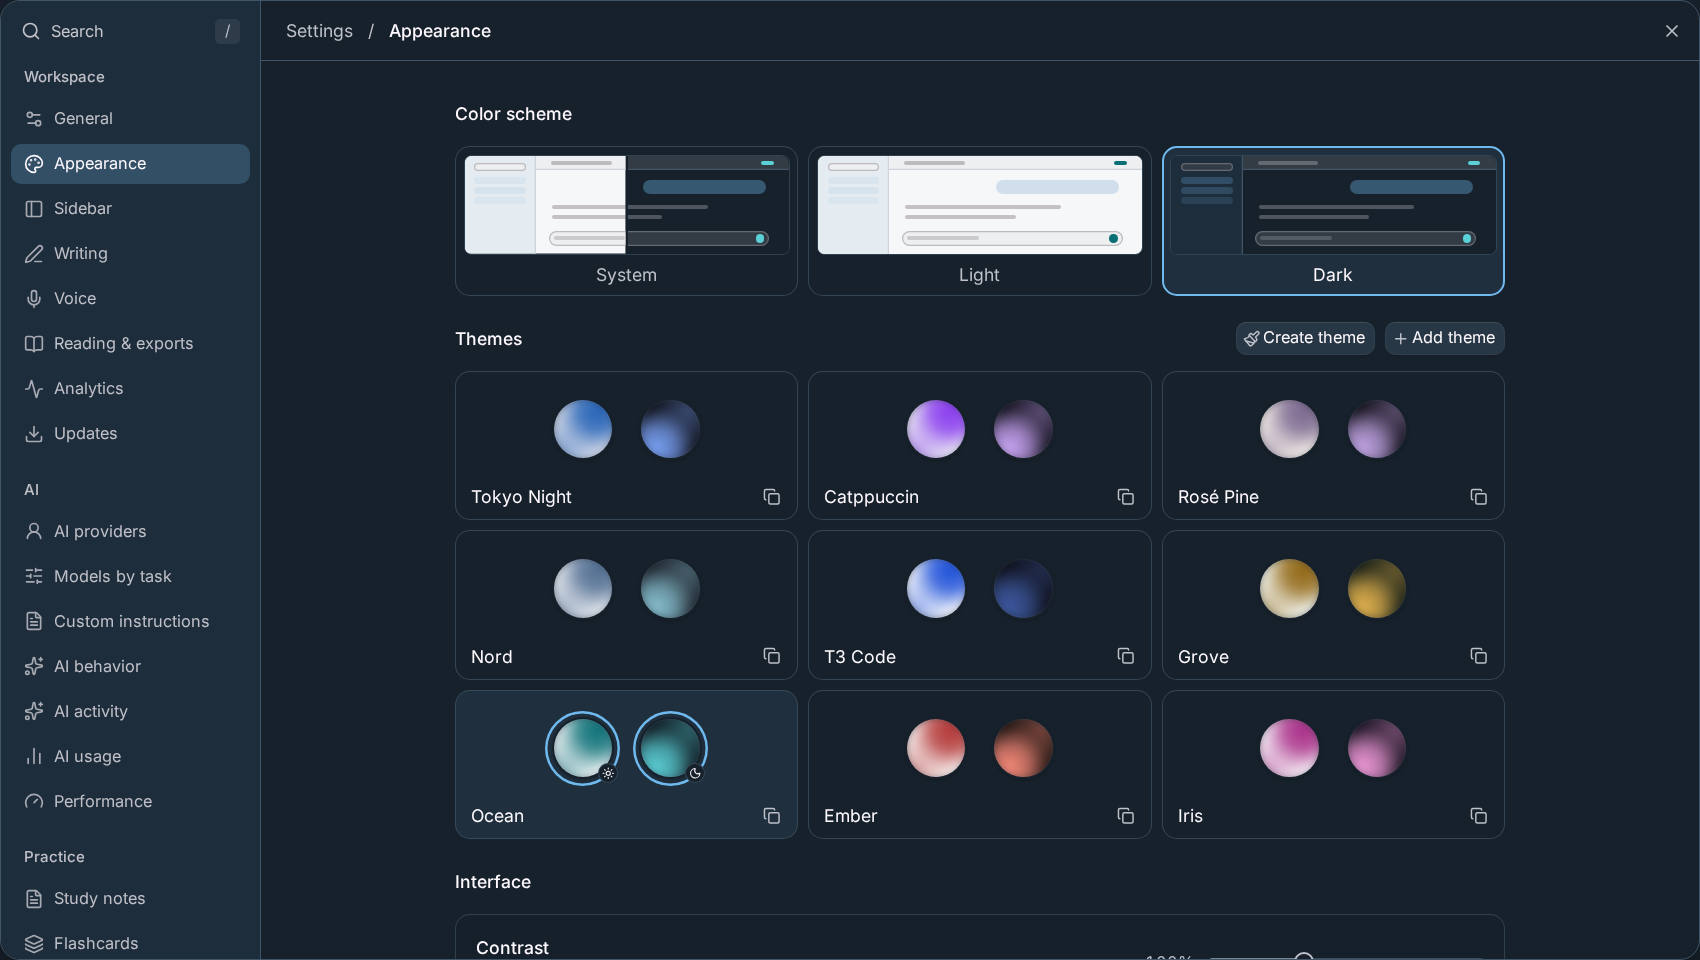 Search
/
Workspace
General
Appearance
Sidebar
Writing
Voice
Reading & exports
Analytics
Updates
AI
AI providers
Models by task
Custom instructions
AI behavior
AI activity
AI usage
Performance
Practice
Study notes
Flashcards
Settings / Appearance
Color scheme
System
Light
Dark
Themes
Create theme
Add theme
Tokyo Night
Catppuccin
Rosé Pine
Nord
T3 Code
Grove
Ocean
Ember
Iris
Interface
Contrast